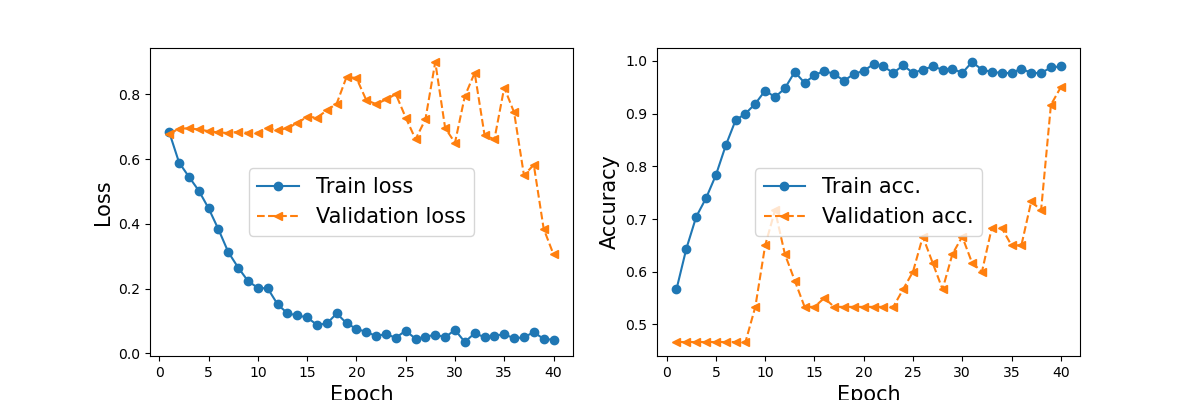 0.8
0.6
0.4
0.2
0.0
Loss
Train loss
Validation loss
0 5 10 15 20 25 30 35 40
Epoch
1.0
0.9
0.8
0.7
0.6
0.5
Accuracy
Train acc.
Validation acc.
0 5 10 15 20 25 30 35 40
Epoch